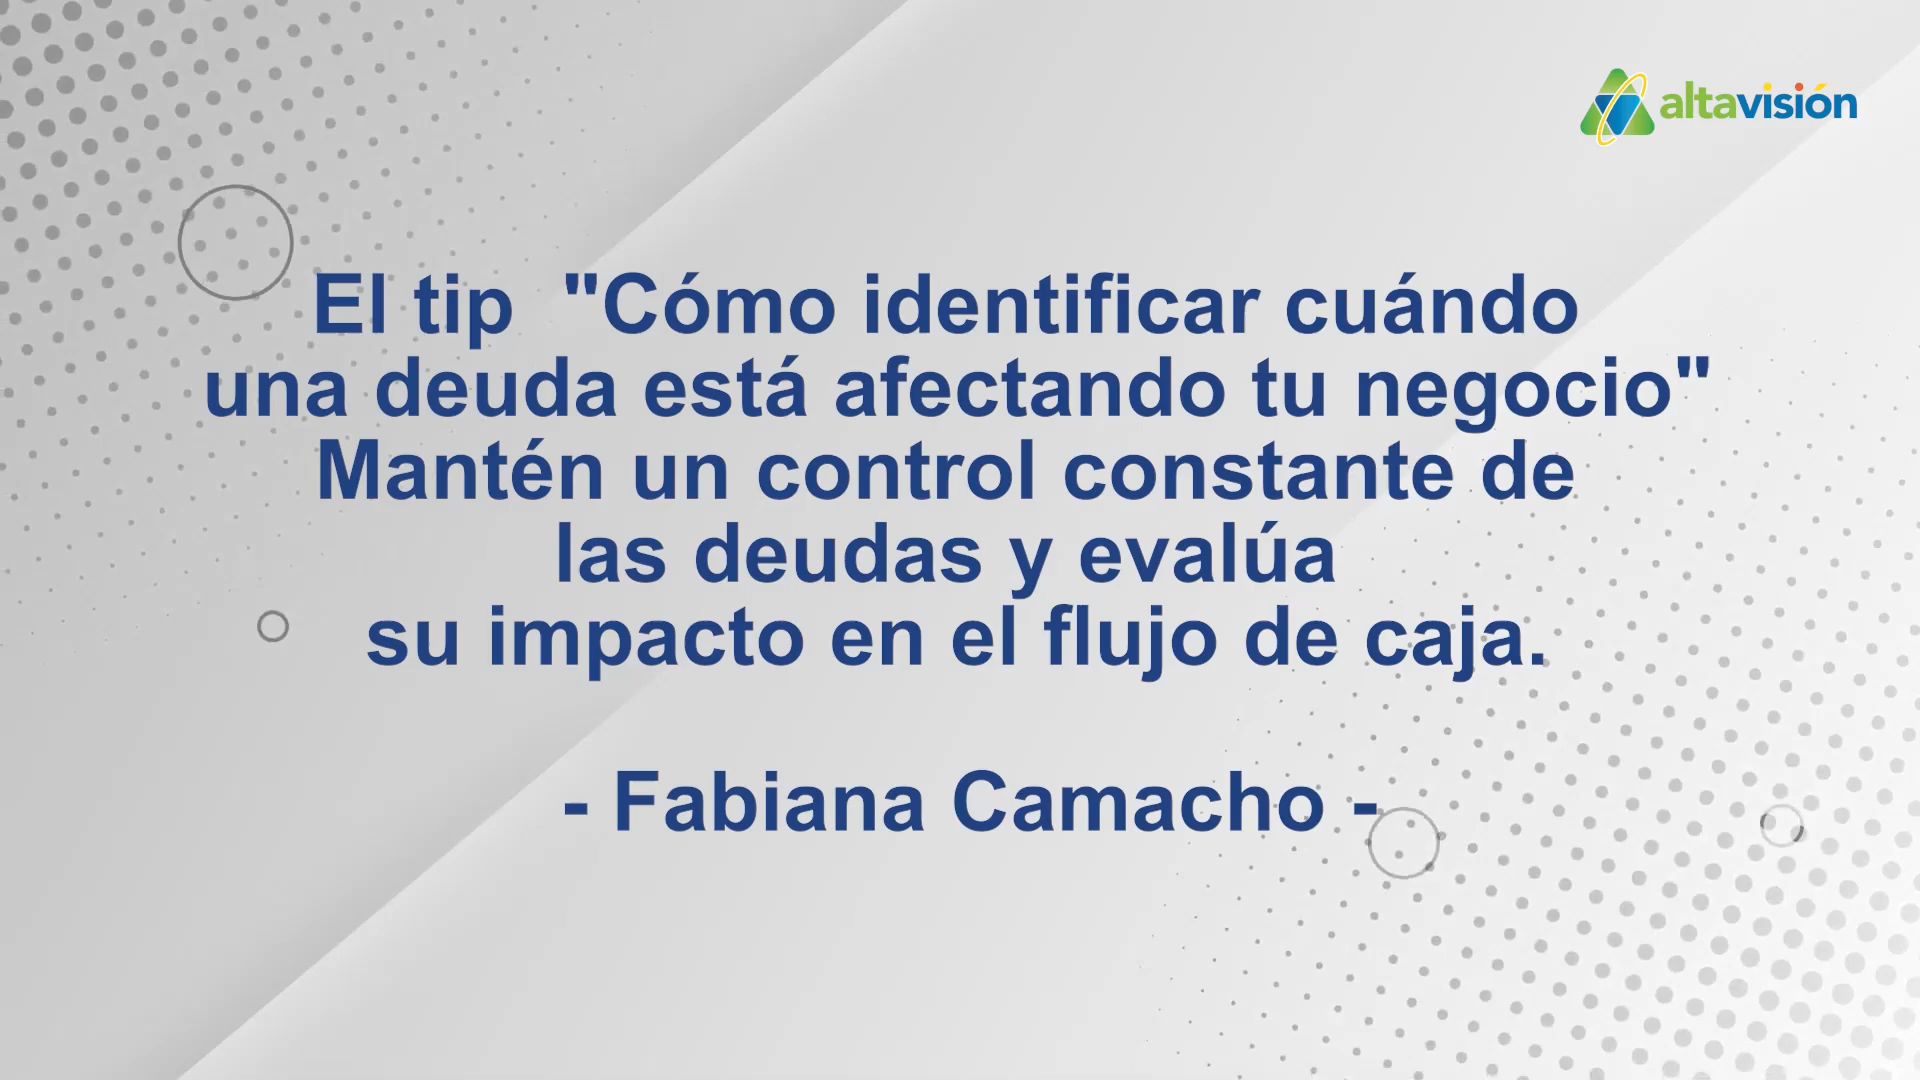 altavisión
El tip "Cómo identificar cuándo
una deuda está afectando tu negocio"
Mantén un control constante de
las deudas y evalúa
su impacto en el flujo de caja.
- Fabiana Camacho -